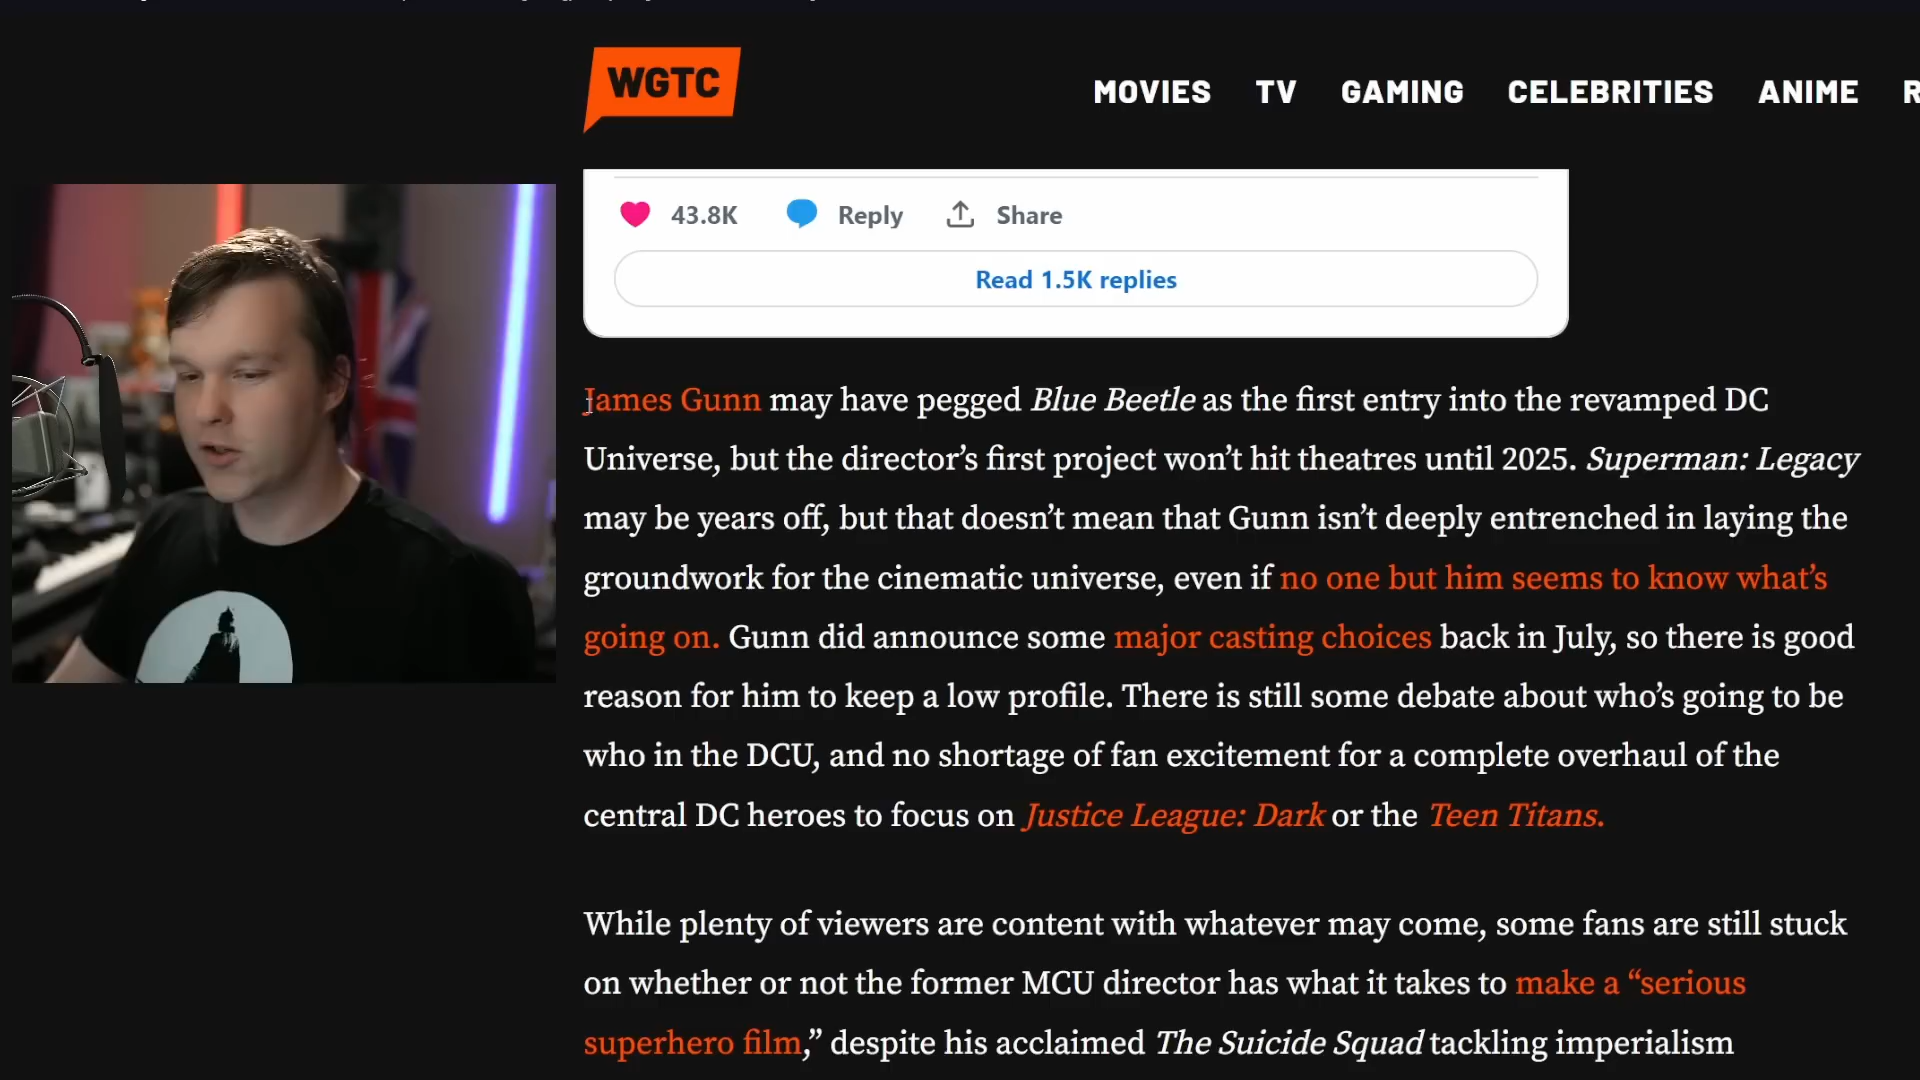 WGTC
MOVIES TV GAMING CELEBRITIES ANIME R
43.8K Reply Share
Read 1.5K replies
James Gunn may have pegged Blue Beetle as the first entry into the revamped DC
Universe, but the director’s first project won’t hit theatres until 2025. Superman: Legacy
may be years off, but that doesn’t mean that Gunn isn’t deeply entrenched in laying the
groundwork for the cinematic universe, even if no one but him seems to know what’s
going on. Gunn did announce some major casting choices back in July, so there is good
reason for him to keep a low profile. There is still some debate about who’s going to be
who in the DCU, and no shortage of fan excitement for a complete overhaul of the
central DC heroes to focus on Justice League: Dark or the Teen Titans.
While plenty of viewers are content with whatever may come, some fans are still stuck
on whether or not the former MCU director has what it takes to make a “serious
superhero film,” despite his acclaimed The Suicide Squad tackling imperialism